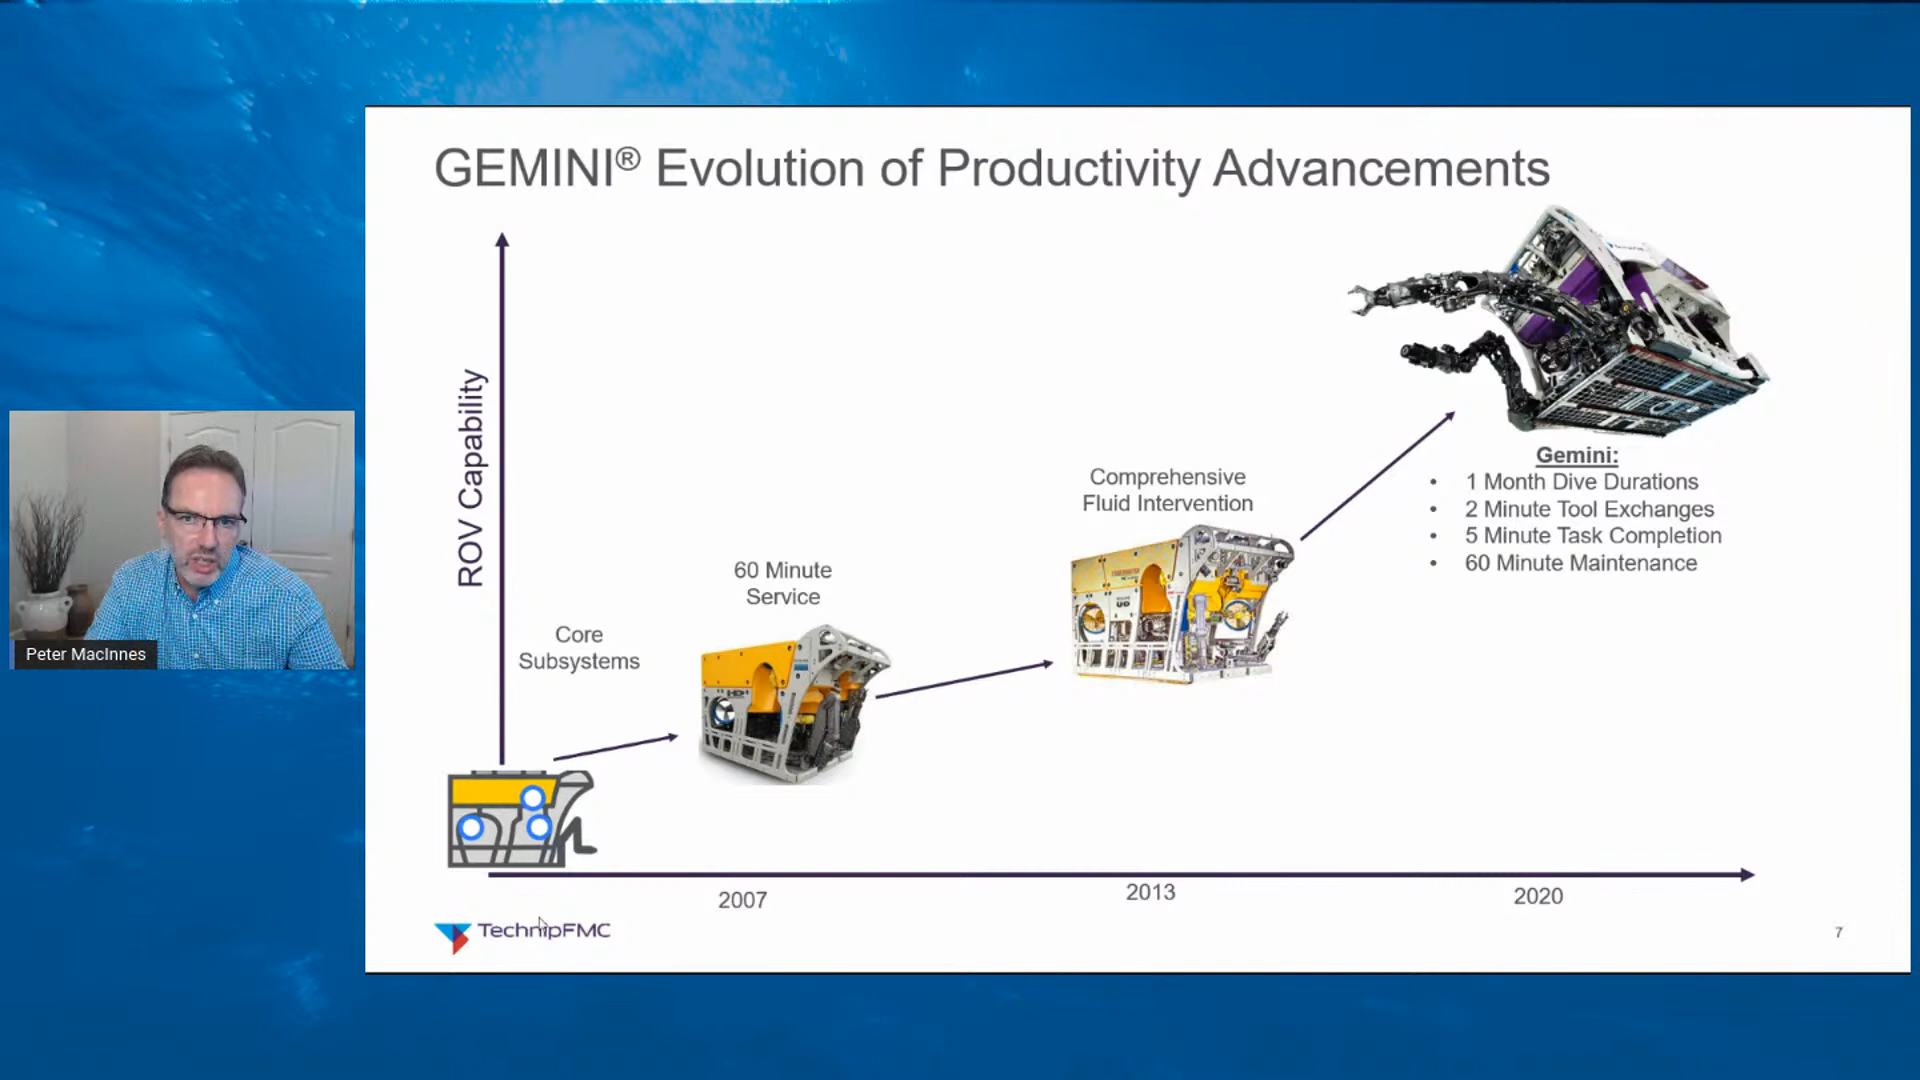 GEMINI® Evolution of Productivity Advancements
ROV Capability
Core
Subsystems
60 Minute
Service
Comprehensive
Fluid Intervention
Gemini:
• 1 Month Dive Durations
• 2 Minute Tool Exchanges
• 5 Minute Task Completion
• 60 Minute Maintenance
2007
2013
2020
TechnipFMC
7
Peter MacInnes
HD
UD